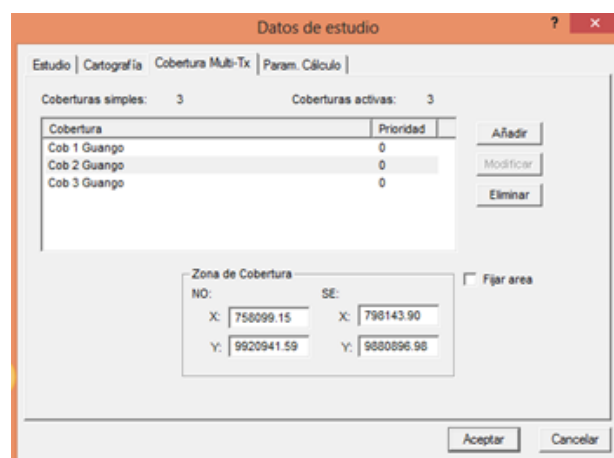 Datos de estudio ? ×
Estudio Cartografía Cobertura Multi-Tx Param. Cálculo
Coberturas simples: 3 Coberturas activas: 3
Cobertura Prioridad
Cob 1 Guango 0
Cob 2 Guango 0
Cob 3 Guango 0
Añadir
Modificar
Eliminar
Zona de Cobertura
NO: SE:
X: 758099.15 X: 798143.90
Y: 9920941.59 Y: 9880896.98
Fijar area
Aceptar Cancelar